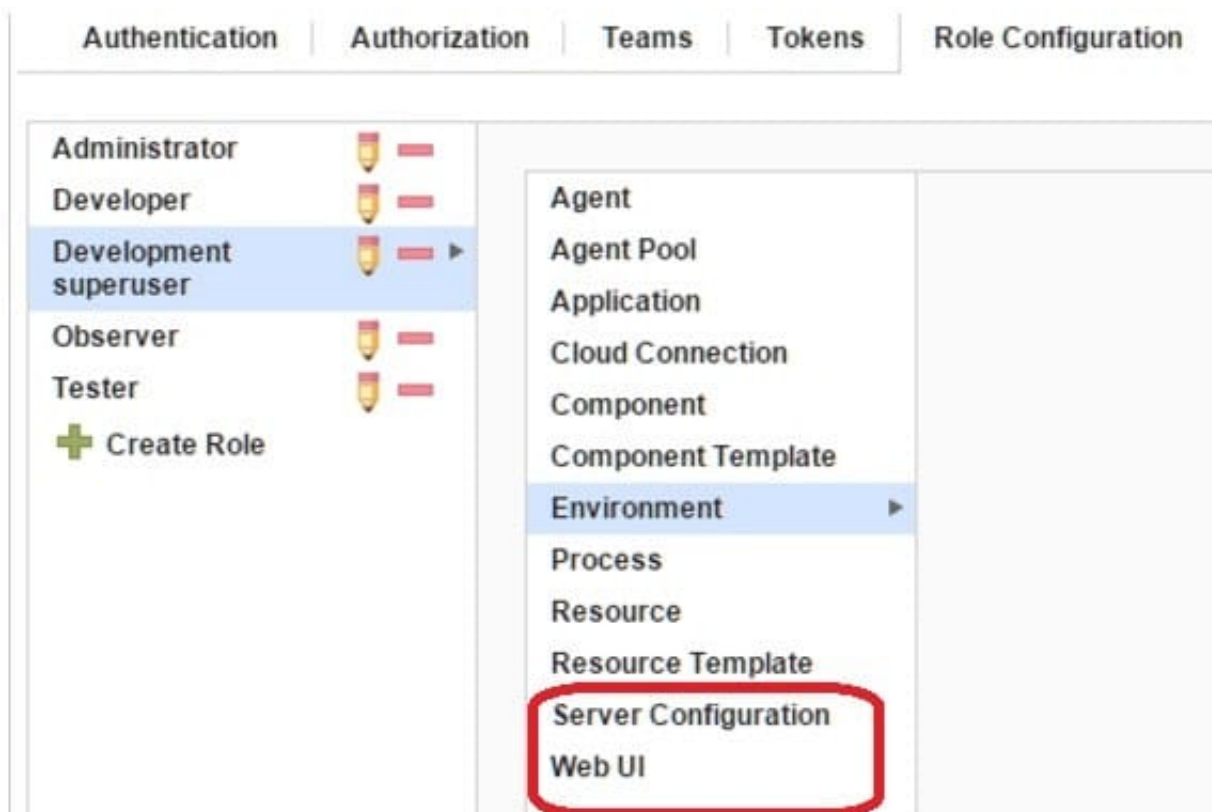 Authentication Authorization Teams Tokens Role Configuration
Administrator
Developer
Development
superuser
Observer
Tester
Create Role
Agent
Agent Pool
Application
Cloud Connection
Component
Component Template
Environment
Process
Resource
Resource Template
Server Configuration
Web UI